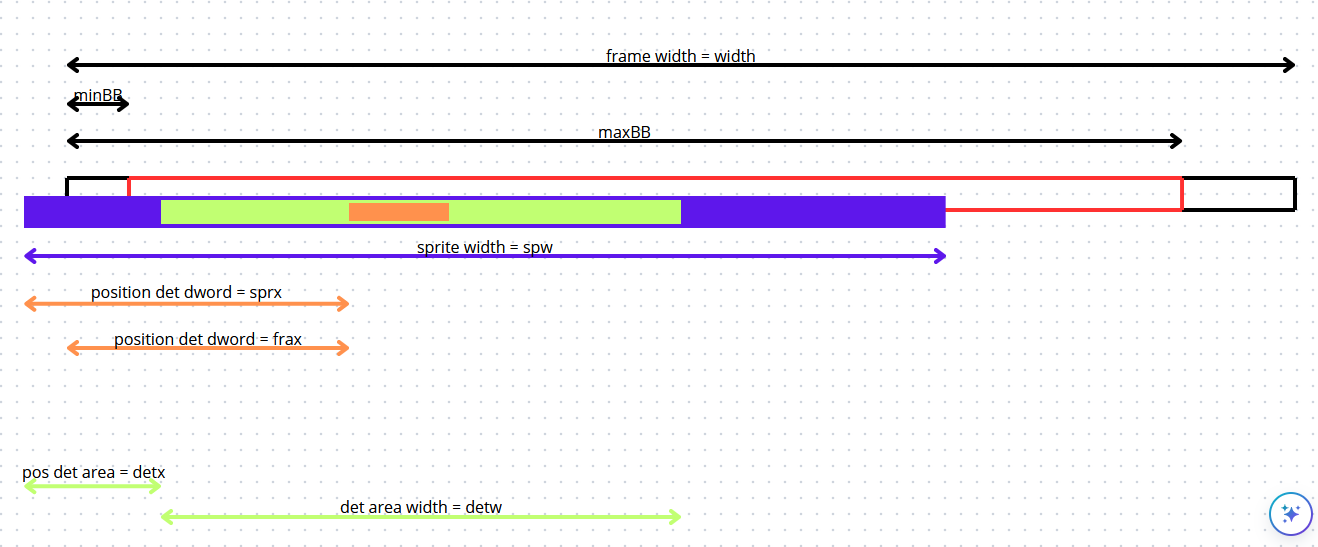 frame width = width
minBB
maxBB
sprite width = spw
position det dword = sprx
position det dword = frax
pos det area = detx
det area width = detw